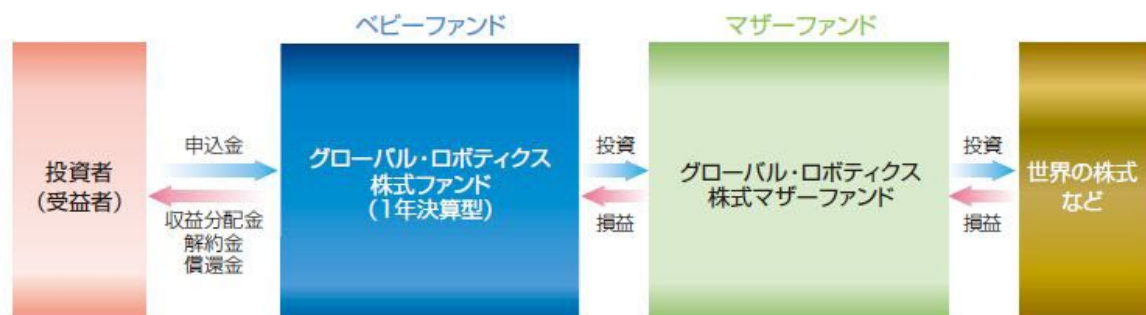 ベビーファンド
マザーファンド
投資者
（受益者）
申込金
収益分配金
解約金
償還金
グローバル・ロボティクス
株式ファンド
(1年決算型)
投資
損益
グローバル・ロボティクス
株式マザーファンド
投資
損益
世界の株式
など